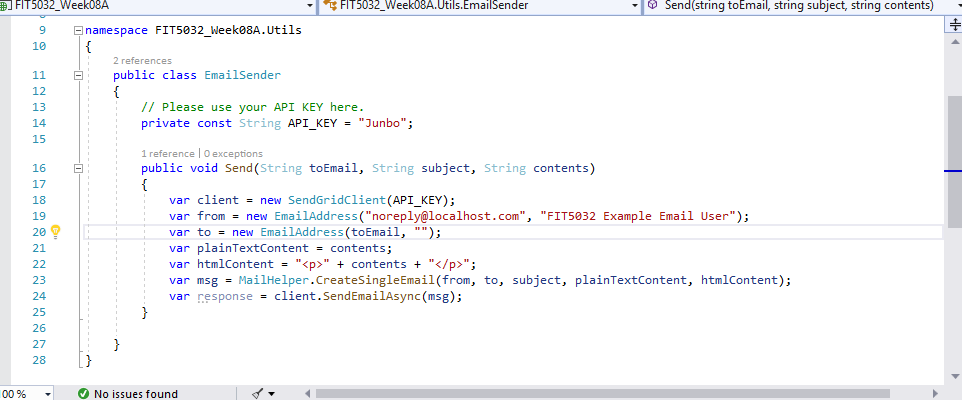 FIT5032_Week08A FIT5032_Week08A.Utils.EmailSender Send(string toEmail, string subject, string contents)
9 namespace FIT5032_Week08A.Utils
10 {
2 references
11 public class EmailSender
12 {
13 // Please use your API KEY here.
14 private const String API_KEY = "Junbo";
15
1 reference | 0 exceptions
16 public void Send(String toEmail, String subject, String contents)
17 {
18 var client = new SendGridClient(API_KEY);
19 var from = new EmailAddress("noreply@localhost.com", "FIT5032 Example Email User");
20 var to = new EmailAddress(toEmail, "");
21 var plainTextContent = contents;
22 var htmlContent = "<p>" + contents + "</p>";
23 var msg = MailHelper.CreateSingleEmail(from, to, subject, plainTextContent, htmlContent);
24 var response = client.SendEmailAsync(msg);
25 }
26
27 }
28 }
00 % No issues found